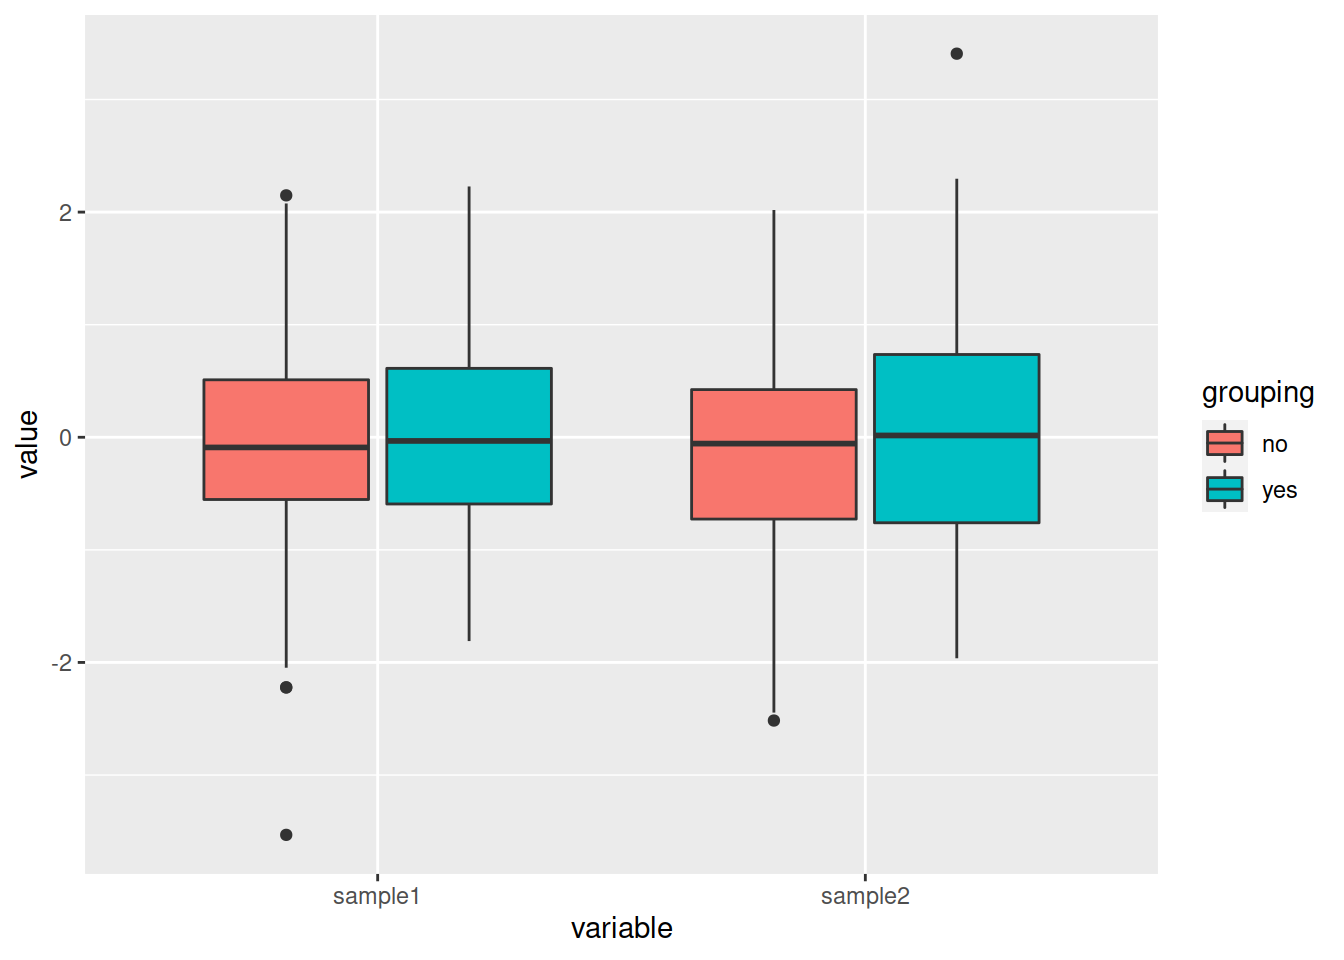 value
2
0
-2
sample1
sample2
variable
grouping
no
yes